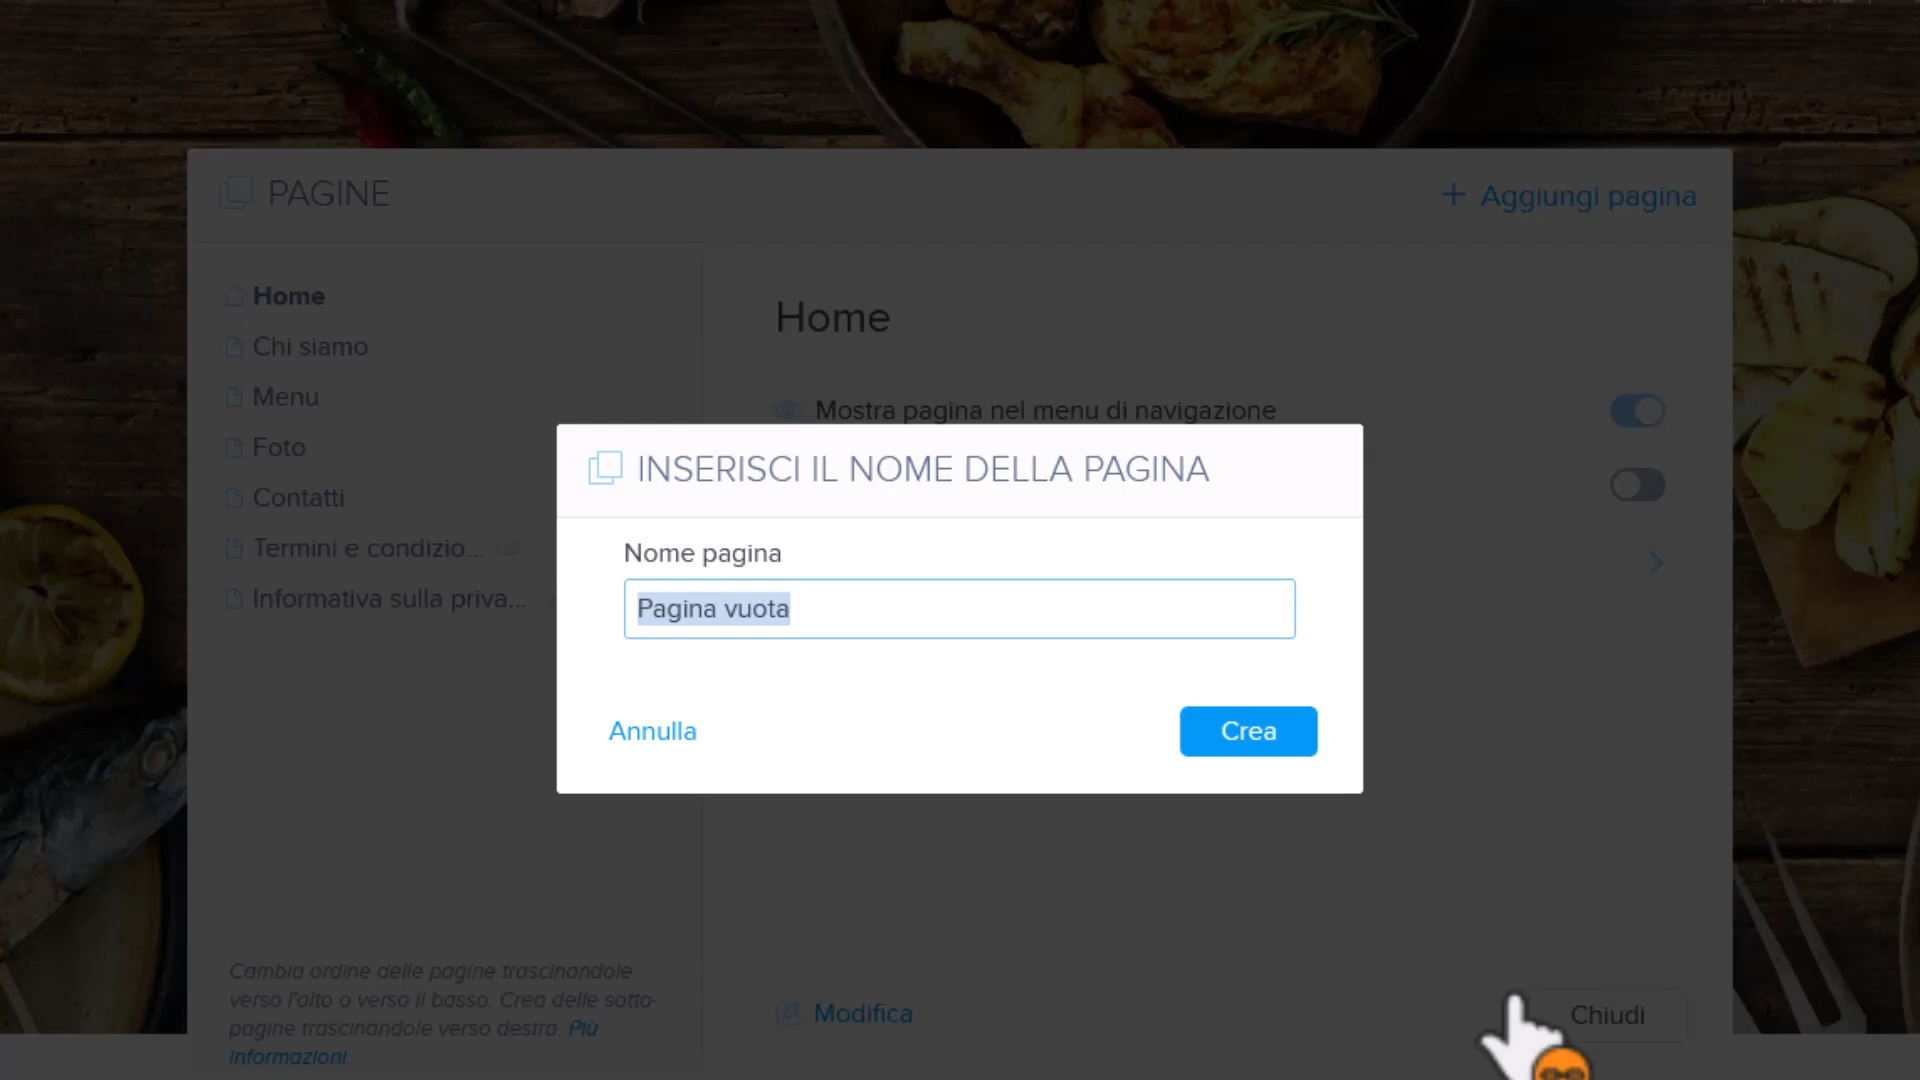 PAGINE
+ Aggiungi pagina
Home
Chi siamo
Menu
Foto
Contatti
Termini e condizio...
Informativa sulla priva...
Home
Mostra pagina nel menu di navigazione
INSERISCI IL NOME DELLA PAGINA
Nome pagina
Pagina vuota
Annulla
Crea
Cambia ordine delle pagine trascinandole
verso l'alto o verso il basso. Crea delle sotto-
pagine trascinandole verso destra. Più
informazioni.
Modifica
Chiudi